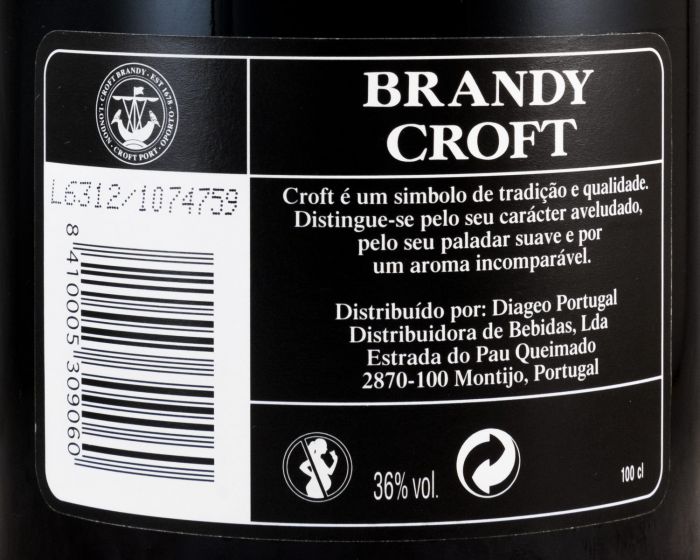 CROFT BRANDY · EST 1678 · LONDON · CROFT PORT · OPORTO
BRANDY
CROFT
L6312/1074759
8 410005 309060
Croft é um simbolo de tradição e qualidade.
Distingue-se pelo seu carácter aveludado,
pelo seu paladar suave e por
um aroma incomparável.
Distribuído por: Diageo Portugal
Distribuidora de Bebidas, Lda
Estrada do Pau Queimado
2870-100 Montijo, Portugal
36% vol.
100 cl